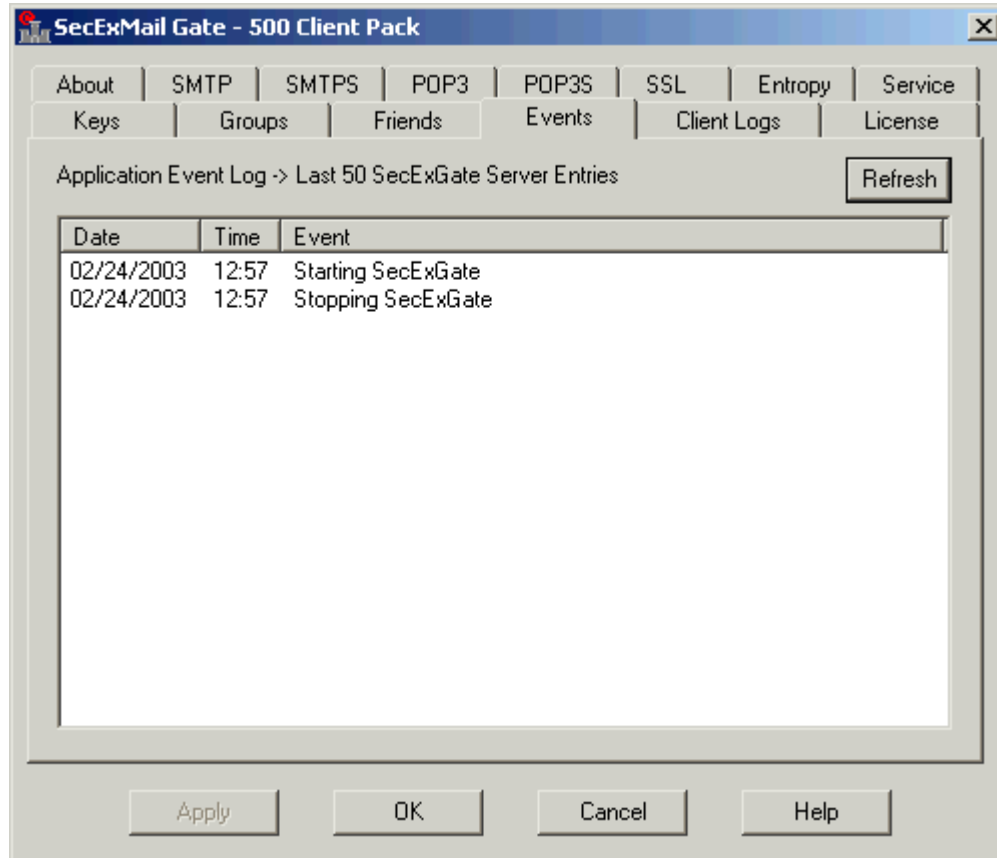 SecExMail Gate - 500 Client Pack
About SMTP SMTPS POP3 POP3S SSL Entropy Service
Keys Groups Friends Events Client Logs License
Application Event Log -> Last 50 SecExGate Server Entries Refresh
Date Time Event
02/24/2003 12:57 Starting SecExGate
02/24/2003 12:57 Stopping SecExGate
Apply OK Cancel Help